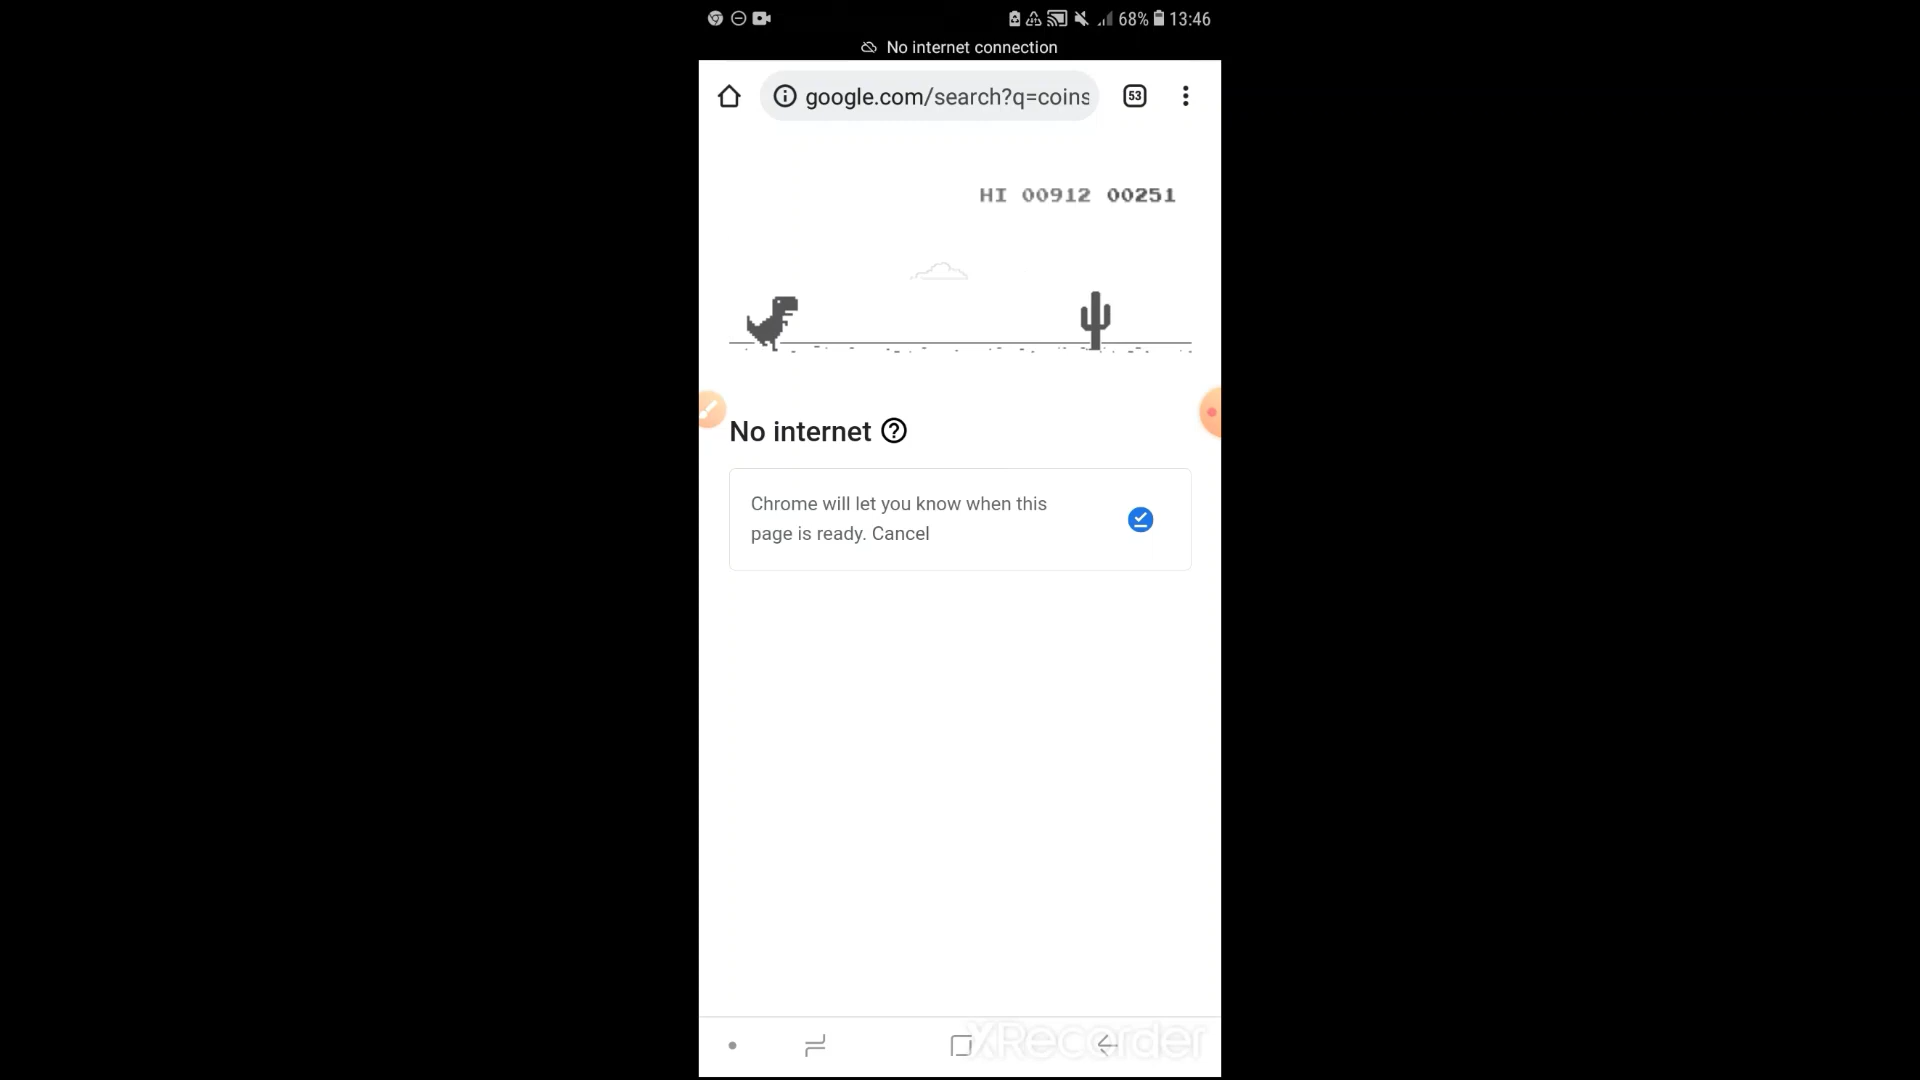 68% 13:46
No internet connection
google.com/search?q=coins
53
HI 00912 00251
No internet
Chrome will let you know when this
page is ready. Cancel
XRecorder